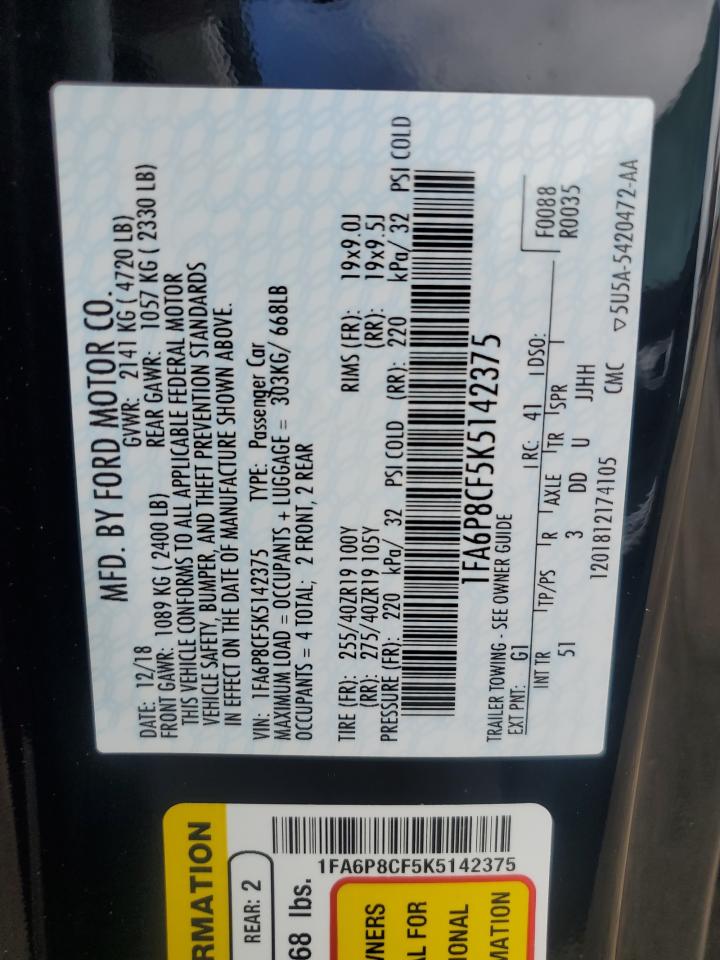 MFD. BY FORD MOTOR CO.
DATE: 12/18 GVWR: 2141 KG ( 4720 LB)
FRONT GAWR: 1089 KG ( 2400 LB) REAR GAWR: 1057 KG ( 2330 LB)
THIS VEHICLE CONFORMS TO ALL APPLICABLE FEDERAL MOTOR
VEHICLE SAFETY, BUMPER, AND THEFT PREVENTION STANDARDS
IN EFFECT ON THE DATE OF MANUFACTURE SHOWN ABOVE.
VIN: 1FA6P8CF5K5142375 TYPE: Passenger Car
MAXIMUM LOAD = OCCUPANTS + LUGGAGE = 303KG/ 668LB
OCCUPANTS = 4 TOTAL; 2 FRONT, 2 REAR
TIRE (FR): 255/40ZR19 100Y RIMS (FR): 19x9.0J
(RR): 275/40ZR19 105Y (RR): 19x9.5J
PRESSURE (FR): 220 kPa/ 32 PSI COLD (RR): 220 kPa/ 32 PSI COLD
1FA6P8CF5K5142375
TRAILER TOWING - SEE OWNER GUIDE
EXT PNT: G1 RC: 41 DSO: F0088
R0035
INT TR TP/PS R AXLE TR SPR
51 3 DD U JJHH
1201812174105 CMC ▽5U5A-5420472-AA
RMATION
REAR: 2
68 lbs.
1FA6P8CF5K5142375
WNERS
AL FOR
IONAL
MATION